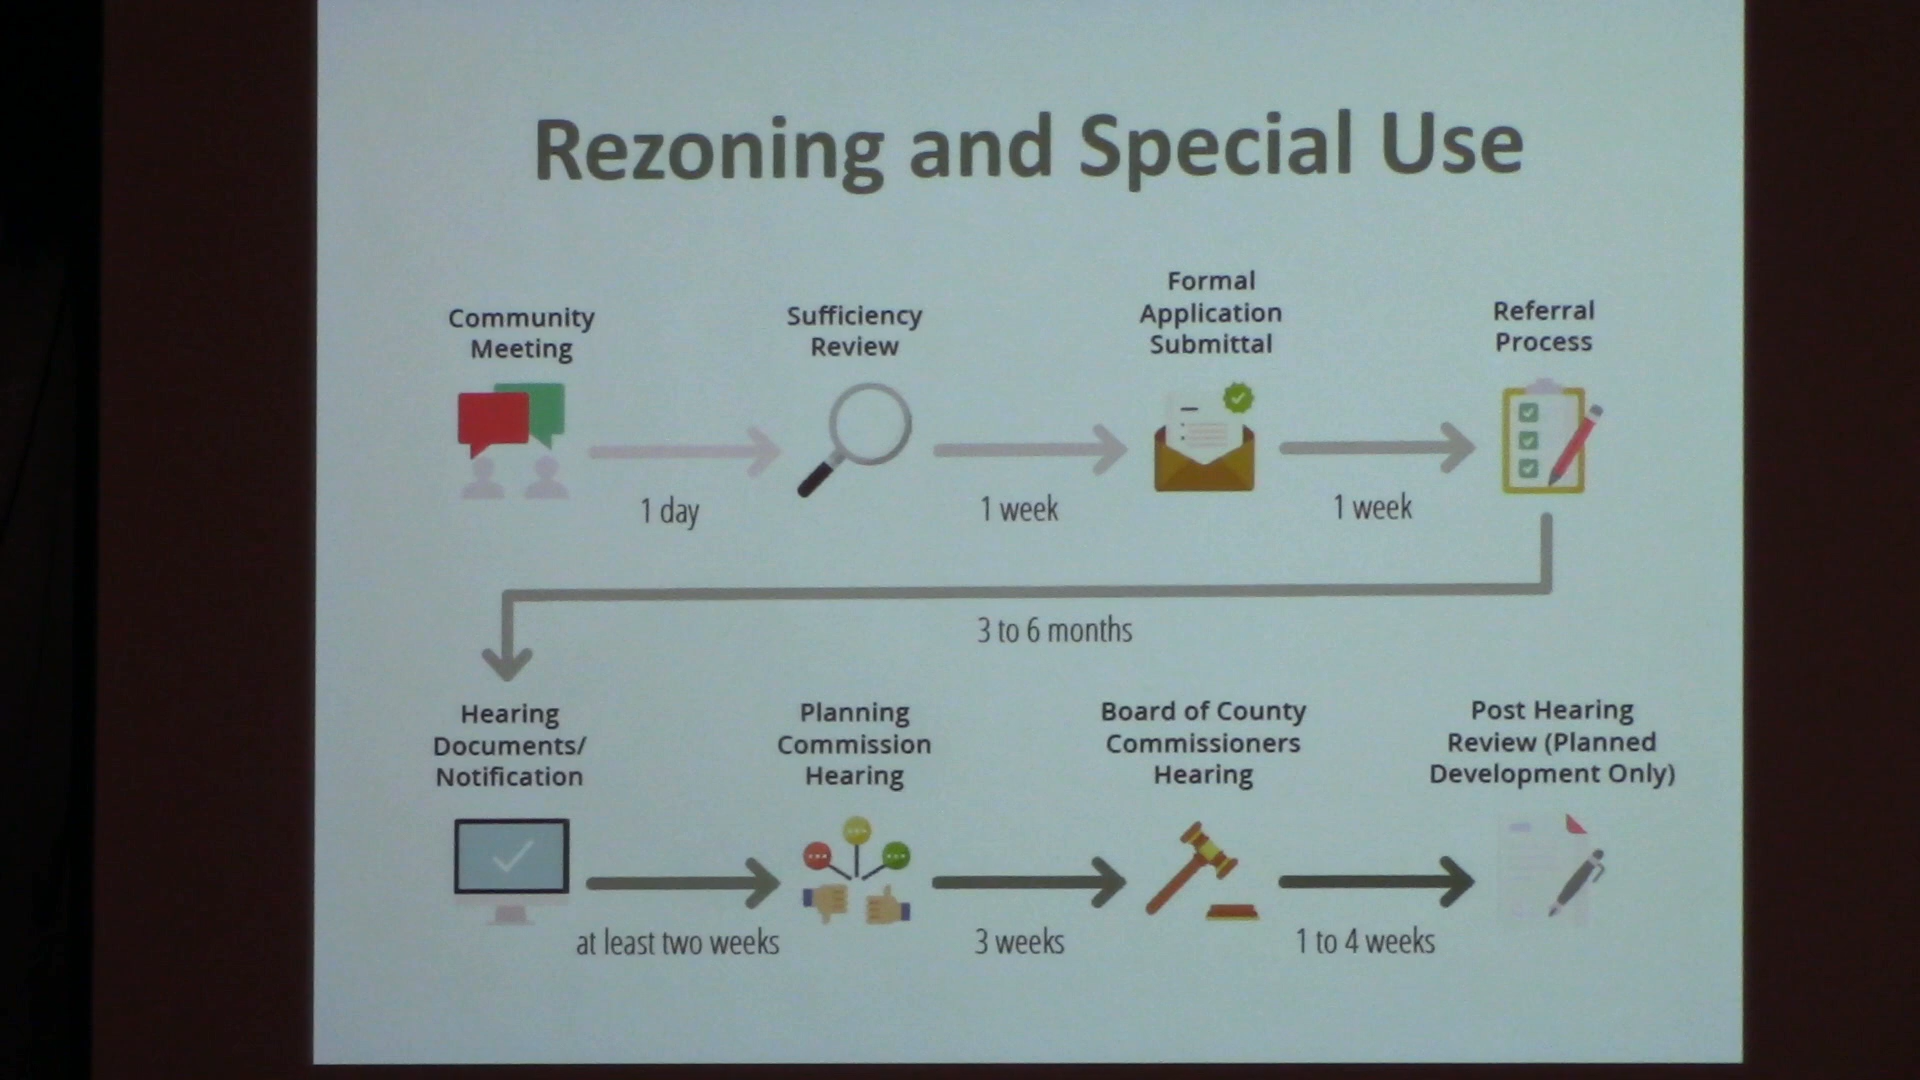 Rezoning and Special Use
Community
Meeting
Sufficiency
Review
Formal
Application
Submittal
Referral
Process
1 day
1 week
1 week
3 to 6 months
Hearing
Documents/
Notification
Planning
Commission
Hearing
Board of County
Commissioners
Hearing
Post Hearing
Review (Planned
Development Only)
at least two weeks
3 weeks
1 to 4 weeks